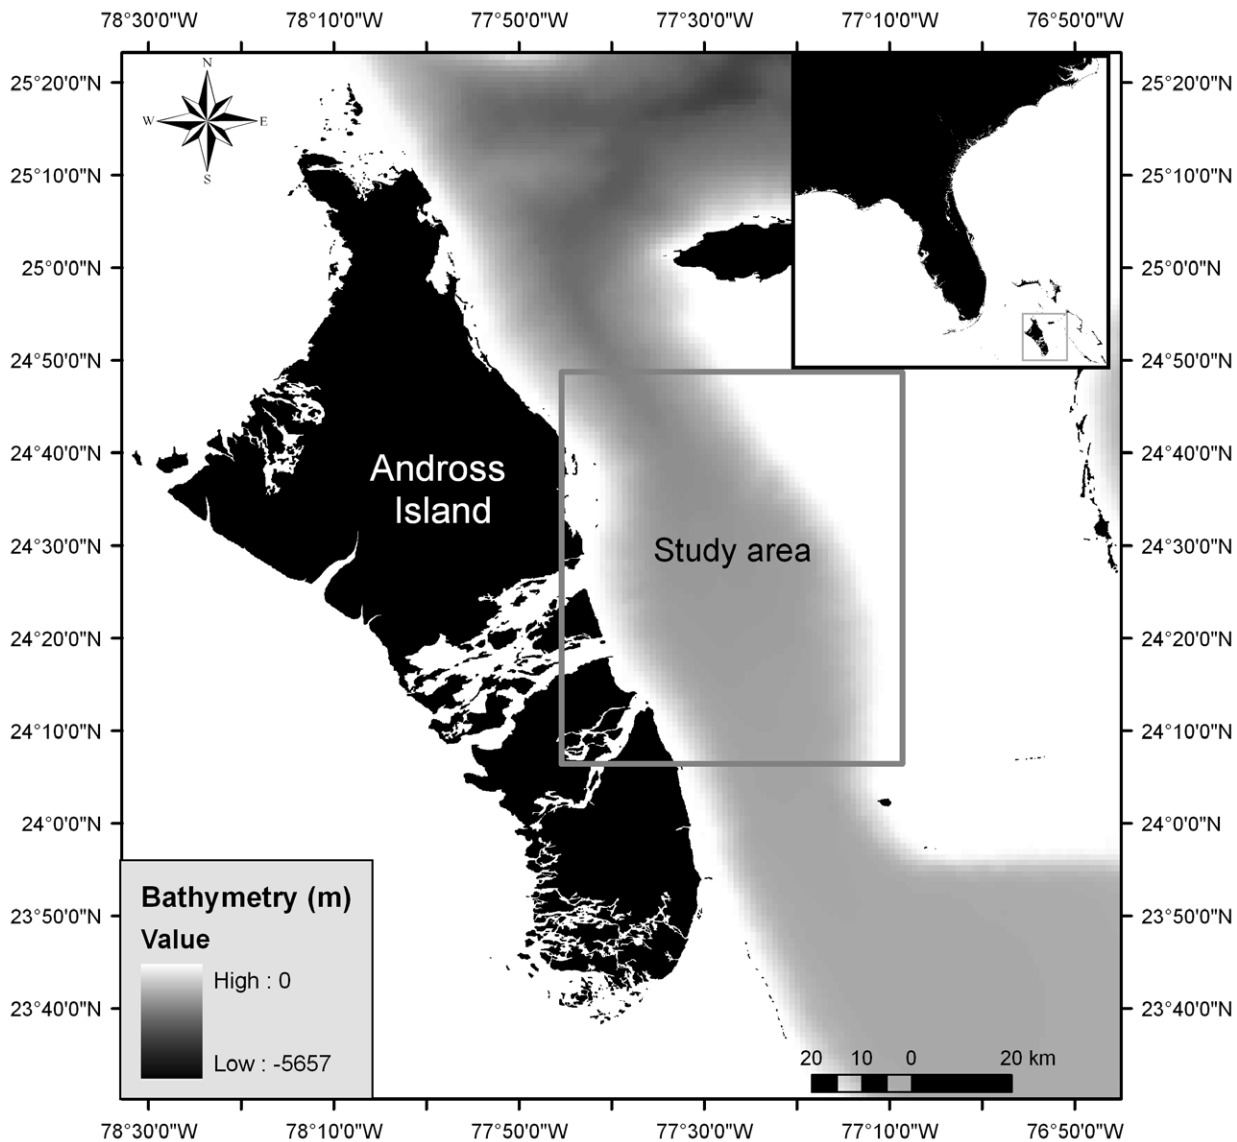 78°30'0"W 78°10'0"W 77°50'0"W 77°30'0"W 77°10'0"W 76°50'0"W
25°20'0"N 25°20'0"N
N
W E
S
25°10'0"N 25°10'0"N
25°0'0"N 25°0'0"N
24°50'0"N 24°50'0"N
24°40'0"N 24°40'0"N
Andross
Island
24°30'0"N 24°30'0"N
Study area
24°20'0"N 24°20'0"N
24°10'0"N 24°10'0"N
24°0'0"N 24°0'0"N
23°50'0"N 23°50'0"N
23°40'0"N 23°40'0"N
Bathymetry (m)
Value
High : 0
Low : -5657
20 10 0 20 km
78°30'0"W 78°10'0"W 77°50'0"W 77°30'0"W 77°10'0"W 76°50'0"W